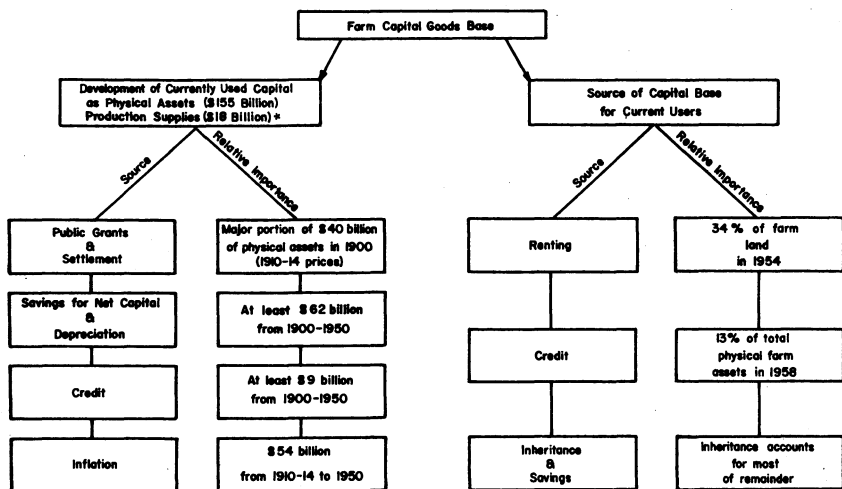 Farm Capital Goods Base
Development of Currently Used Capital
as Physical Assets ($155 Billion)
Production Supplies ($18 Billion)*
Source of Capital Base
for Current Users
Source
Relative Importance
Source
Relative Importance
Public Grants
&
Settlement
Major portion of $40 billion
of physical assets in 1900
(1910-14 prices)
Renting
34% of farm
land
in 1954
Savings for Net Capital
&
Depreciation
At least $62 billion
from 1900-1950
Credit
13% of total
physical farm
assets in 1958
Credit
At least $9 billion
from 1900-1950
Inflation
$54 billion
from 1910-14 to 1950
Inheritance
&
Savings
Inheritance accounts
for most
of remainder